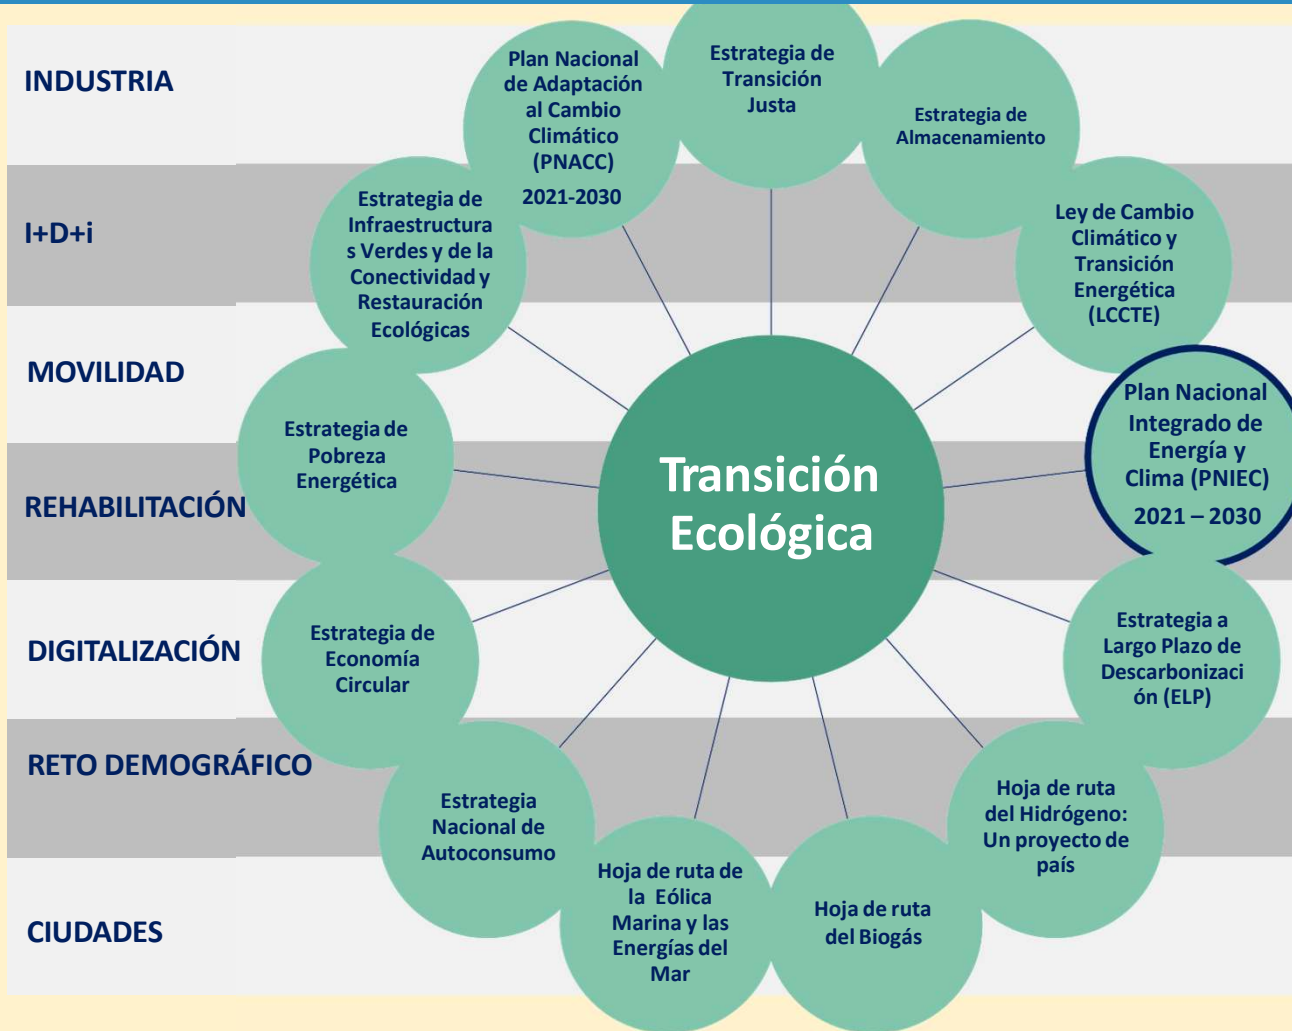 INDUSTRIA
I+D+i
MOVILIDAD
REHABILITACIÓN
DIGITALIZACIÓN
RETO DEMOGRÁFICO
CIUDADES
Transición
Ecológica
Estrategia de
Transición
Justa
Estrategia de
Almacenamiento
Ley de Cambio
Climático y
Transición
Energética
(LCCTE)
Plan Nacional
Integrado de
Energía y
Clima (PNIEC)
2021 – 2030
Estrategia a
Largo Plazo de
Descarbonizaci
ón (ELP)
Hoja de ruta
del Hidrógeno:
Un proyecto de
país
Hoja de ruta
del Biogás
Hoja de ruta de
la Eólica
Marina y las
Energías del
Mar
Estrategia
Nacional de
Autoconsumo
Estrategia de
Economía
Circular
Estrategia de
Pobreza
Energética
Estrategia de
Infraestructura
s Verdes y de la
Conectividad y
Restauración
Ecológicas
Plan Nacional
de Adaptación
al Cambio
Climático
(PNACC)
2021-2030